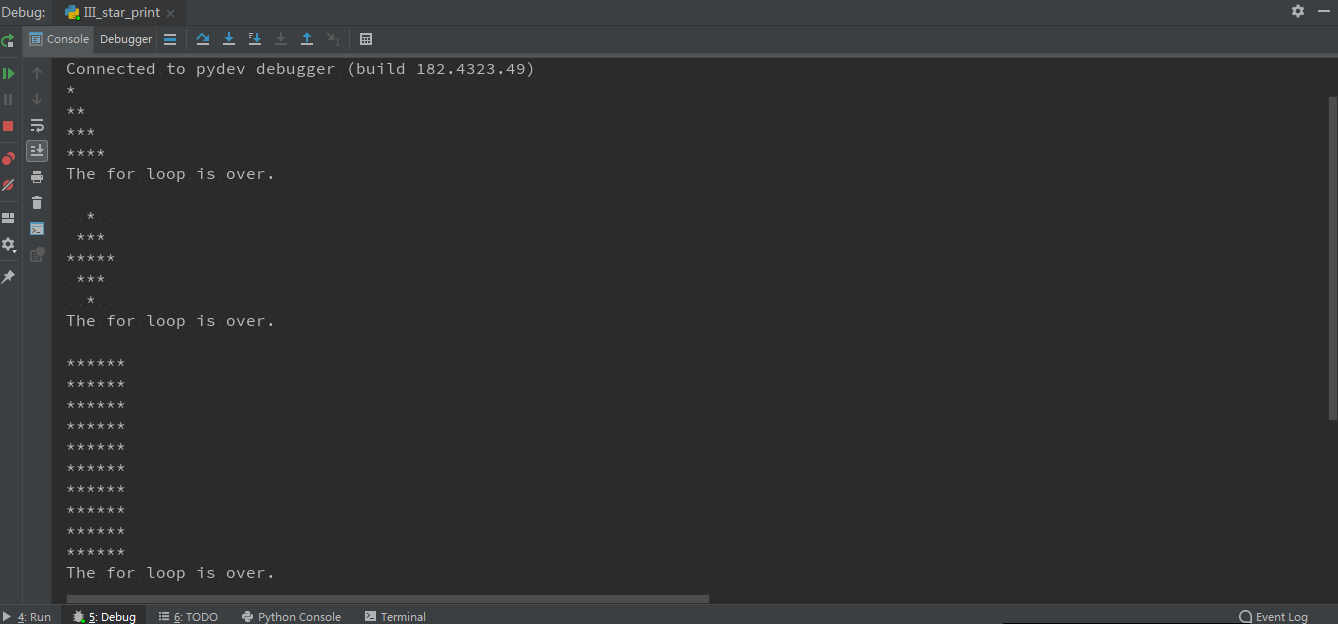 Debug: III_star_print
Console Debugger
Connected to pydev debugger (build 182.4323.49)
*
**
***
****
The for loop is over.
  *
 ***
*****
 ***
  *
The for loop is over.
******
******
******
******
******
******
******
******
******
******
The for loop is over.
4: Run 5: Debug 6: TODO Python Console Terminal Event Log